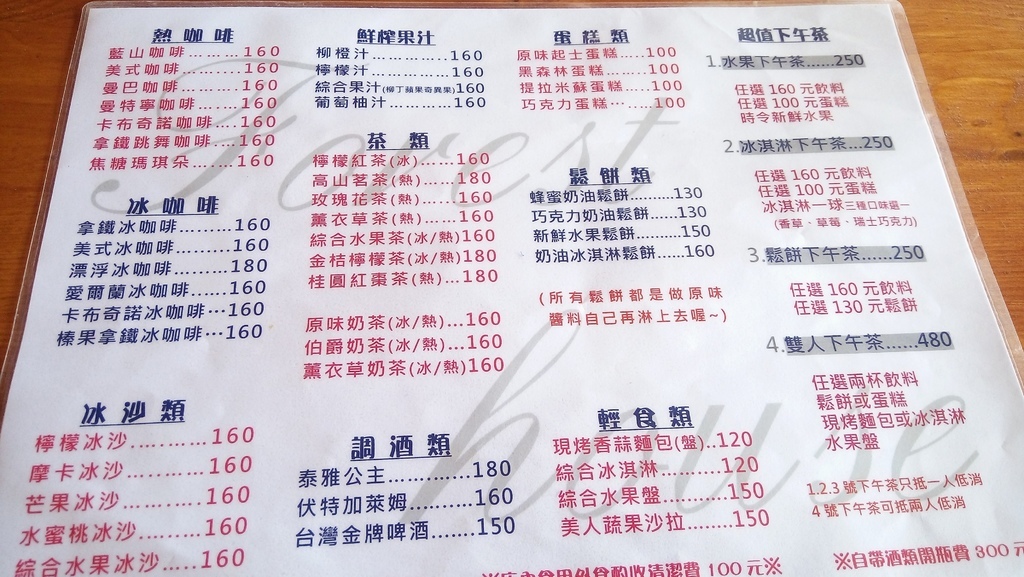 熱咖啡
藍山咖啡………160
美式咖啡………160
曼巴咖啡………160
曼特寧咖啡……160
卡布奇諾咖啡….160
拿鐵跳舞咖啡….160
焦糖瑪琪朵…….160
冰咖啡
拿鐵冰咖啡………160
美式冰咖啡………160
漂浮冰咖啡………180
愛爾蘭冰咖啡……160
卡布奇諾冰咖啡…160
榛果拿鐵冰咖啡…160
冰沙類
檸檬冰沙………160
摩卡冰沙………160
芒果冰沙………160
水蜜桃冰沙……160
綜合水果冰沙…..160
鮮榨果汁
柳橙汁…………..160
檸檬汁……………160
綜合果汁(柳丁蘋果奇異果)160
葡萄柚汁…………160
茶類
檸檬紅茶(冰)……160
高山茗茶(熱)……180
玫瑰花茶(熱)……160
薰衣草茶(熱)……160
綜合水果茶(冰/熱)160
金桔檸檬茶(冰/熱)180
桂圓紅棗茶(熱)…180
原味奶茶(冰/熱)…160
伯爵奶茶(冰/熱)…160
薰衣草奶茶(冰/熱)160
調酒類
泰雅公主…………180
伏特加萊姆………160
台灣金牌啤酒……..150
蛋糕類
原味起士蛋糕……100
黑森林蛋糕………100
提拉米蘇蛋糕……100
巧克力蛋糕………100
鬆餅類
蜂蜜奶油鬆餅……130
巧克力奶油鬆餅…..130
新鮮水果鬆餅……150
奶油冰淇淋鬆餅……160
(所有鬆餅都是做原味
醬料自己再淋上去喔~)
輕食類
現烤香蒜麵包(盤)..120
綜合冰淇淋…………120
綜合水果盤…………150
美人蔬果沙拉………150
超值下午茶
1.水果下午茶……250
任選 160 元飲料
任選 100 元蛋糕
時令新鮮水果
2.冰淇淋下午茶…250
任選 160 元飲料
任選 100 元蛋糕
冰淇淋一球三種口味選一
(香草‧草莓‧瑞士巧克力)
3.鬆餅下午茶……250
任選 160 元飲料
任選 130 元鬆餅
4.雙人下午茶……480
任選兩杯飲料
鬆餅或蛋糕
現烤麵包或冰淇淋
水果盤
1.2.3 號下午茶只抵一人低消
4 號下午茶可抵兩人低消
外食酌收清潔費 100 元※
※自帶酒類開瓶費 300 元
Forest
house